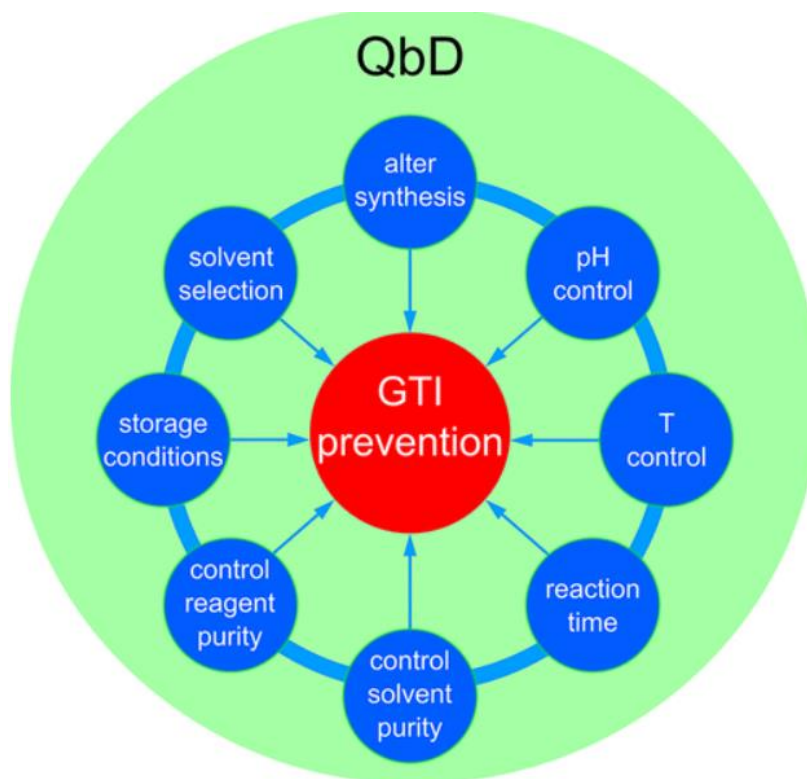 QbD
alter
synthesis
pH
control
T
control
reaction
time
control
solvent
purity
control
reagent
purity
storage
conditions
solvent
selection
GTI
prevention